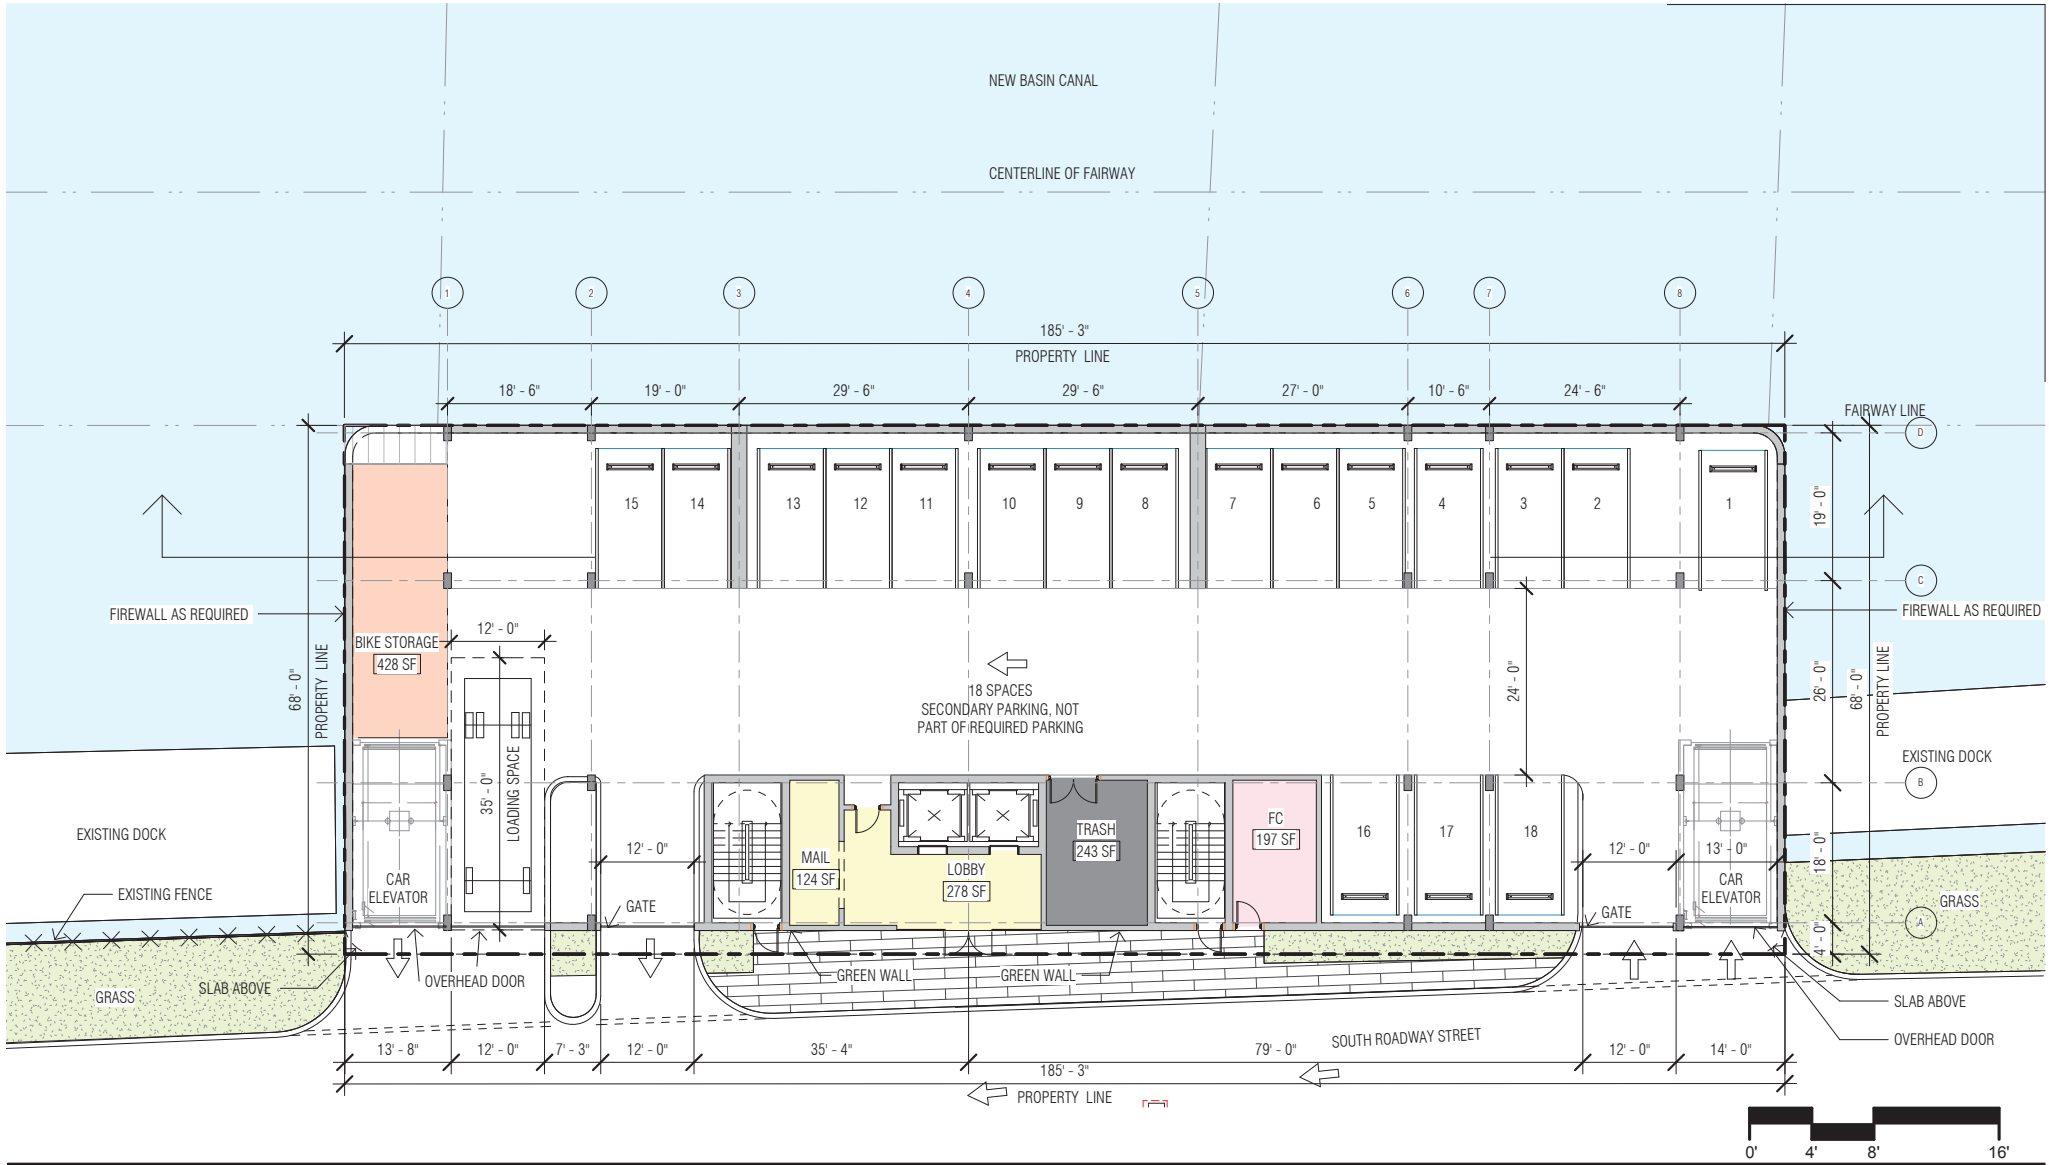 NEW BASIN CANAL
CENTERLINE OF FAIRWAY
1 2 3 4 5 6 7 8
185' - 3"
PROPERTY LINE
18' - 6" 19' - 0" 29' - 6" 29' - 6" 27' - 0" 10' - 6" 24' - 6"
FAIRWAY LINE
D
15 14 13 12 11 10 9 8 7 6 5 4 3 2 1
19' - 0"
C
FIREWALL AS REQUIRED
FIREWALL AS REQUIRED
12' - 0"
BIKE STORAGE
428 SF
68' - 0"
PROPERTY LINE
18 SPACES
SECONDARY PARKING, NOT
PART OF REQUIRED PARKING
24' - 0"
26' - 0"
68' - 0"
PROPERTY LINE
EXISTING DOCK
B
35' - 0"
LOADING SPACE
EXISTING DOCK
TRASH
243 SF
FC
197 SF
16 17 18
12' - 0"
12' - 0" 13' - 0"
18' - 0"
MAIL
124 SF
LOBBY
278 SF
CAR
ELEVATOR
CAR
ELEVATOR
EXISTING FENCE
GATE
GATE
GRASS
A
4' - 0"
GREEN WALL
GREEN WALL
OVERHEAD DOOR
SLAB ABOVE
GRASS
SLAB ABOVE
OVERHEAD DOOR
SOUTH ROADWAY STREET
13' - 8" 12' - 0" 7' - 3" 12' - 0" 35' - 4" 79' - 0" 12' - 0" 14' - 0"
185' - 3"
PROPERTY LINE
0' 4' 8' 16'